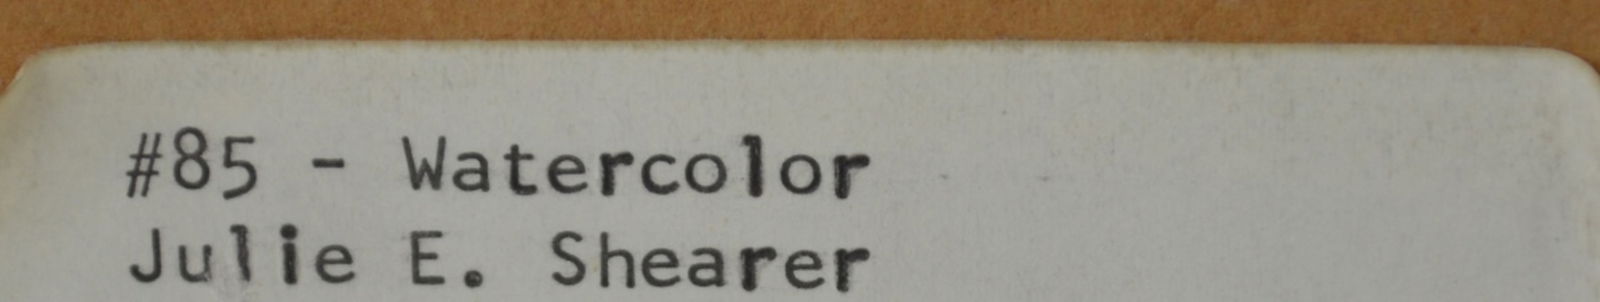 #85 - Watercolor
Julie E. Shearer